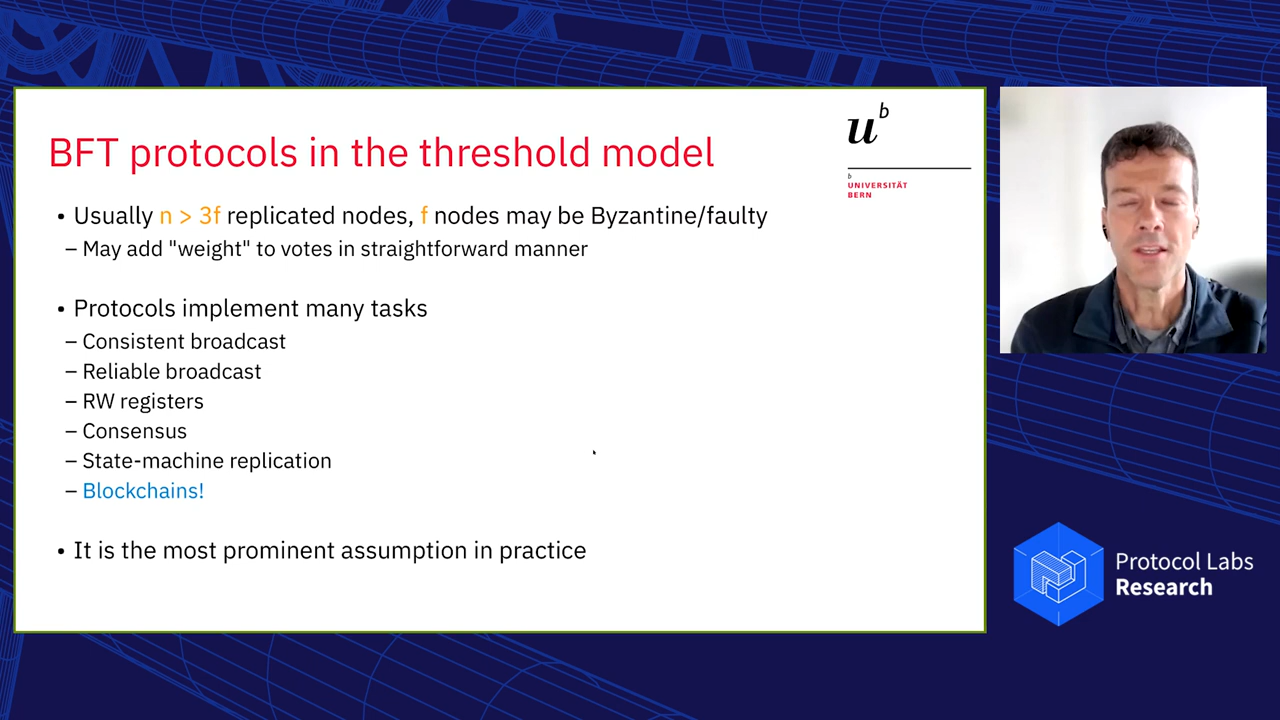 BFT protocols in the threshold model
u^b
b
UNIVERSITÄT
BERN
• Usually n > 3f replicated nodes, f nodes may be Byzantine/faulty
– May add "weight" to votes in straightforward manner
• Protocols implement many tasks
– Consistent broadcast
– Reliable broadcast
– RW registers
– Consensus
– State-machine replication
– Blockchains!
• It is the most prominent assumption in practice
Protocol Labs
Research